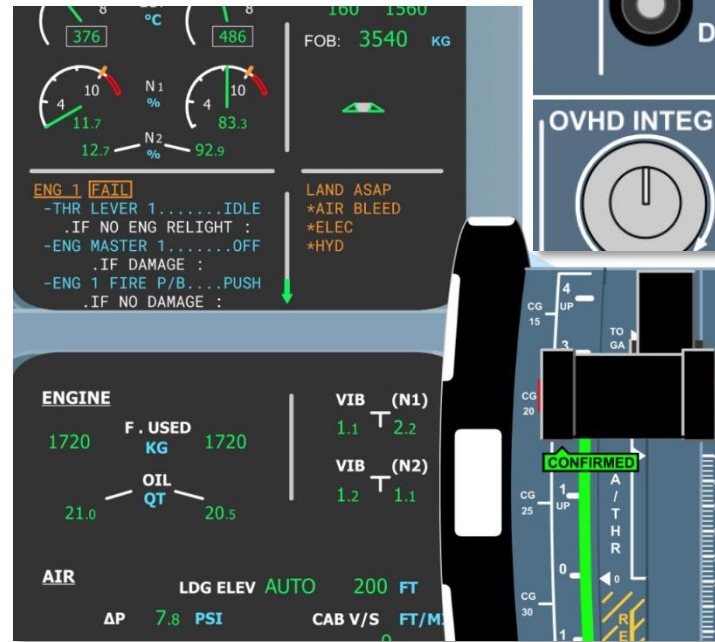 8 8
°C
376 486
160 1560
FOB: 3540 KG
4 10 N1 % 4 10
11.7 83.3
12.7 N2 % 92.9
ENG 1 FAIL
-THR LEVER 1.......IDLE
.IF NO ENG RELIGHT :
-ENG MASTER 1......OFF
.IF DAMAGE :
-ENG 1 FIRE P/B....PUSH
.IF NO DAMAGE :
LAND ASAP
*AIR BLEED
*ELEC
*HYD
ENGINE
F.USED
1720 KG 1720
OIL
QT
21.0 20.5
VIB (N1)
1.1 2.2
VIB (N2)
1.2 1.1
AIR
LDG ELEV AUTO 200 FT
ΔP 7.8 PSI CAB V/S
0
D
OVHD INTEG
4
UP
CG
15
TO
GA
3
CG
20
CONFIRMED
1
UP
CG
25
A/THR
0
0
CG
30
1